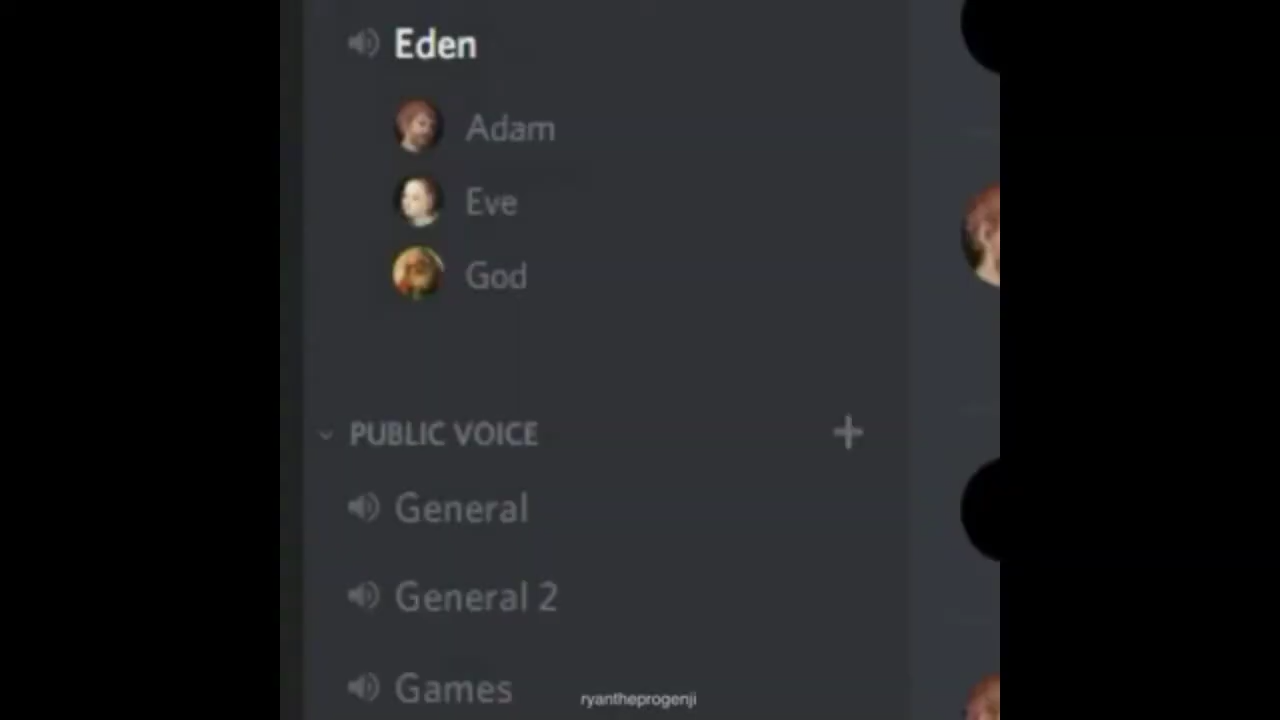 Eden
Adam
Eve
God
PUBLIC VOICE
General
General 2
Games
ryantheprogenji